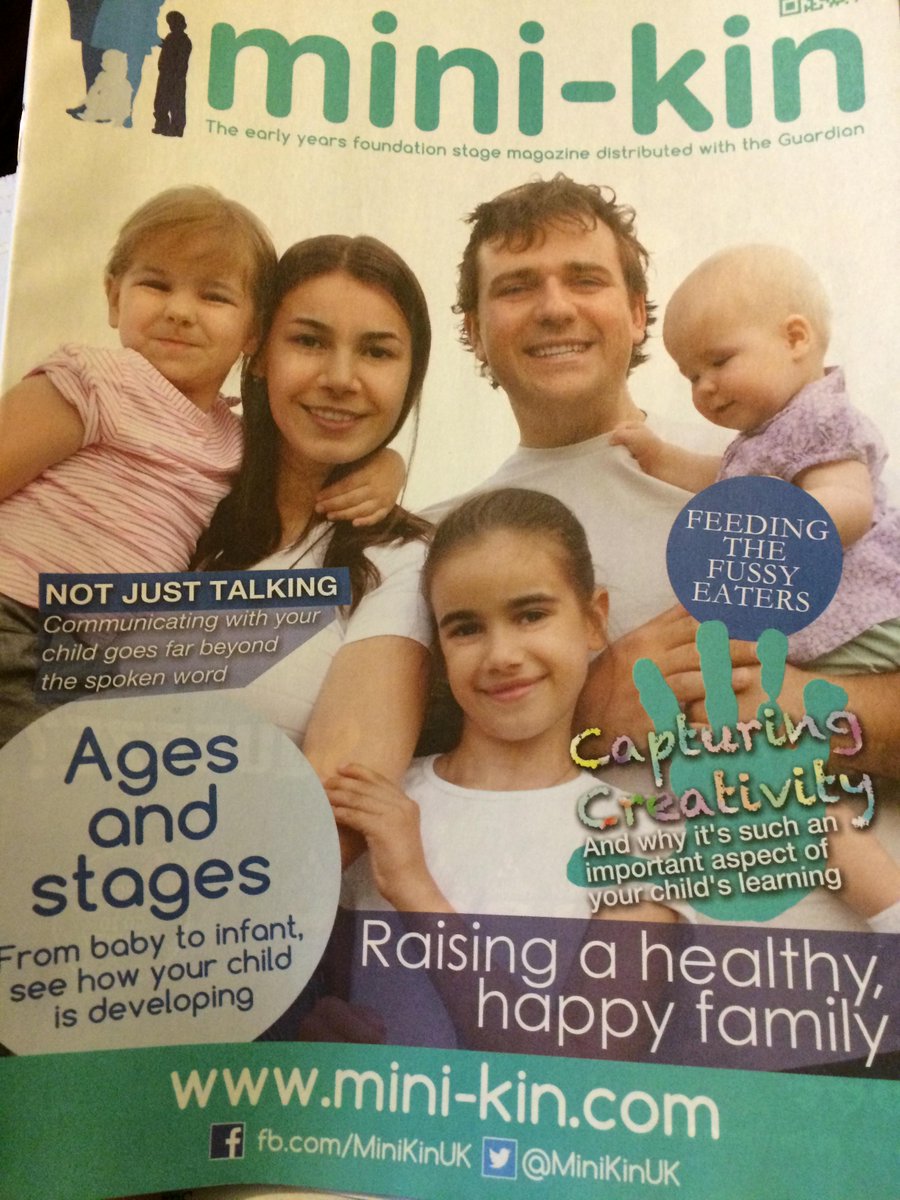 mini-kin
The early years foundation stage magazine distributed with the Guardian
FEEDING
THE
FUSSY
EATERS
NOT JUST TALKING
Communicating with your
child goes far beyond
the spoken word
Capturing
Creativity
And why it's such an
important aspect of
your child's learning
Ages
and
stages
From baby to infant,
see how your child
is developing
Raising a healthy,
happy family
www.mini-kin.com
fb.com/MiniKinUK @MiniKinUK